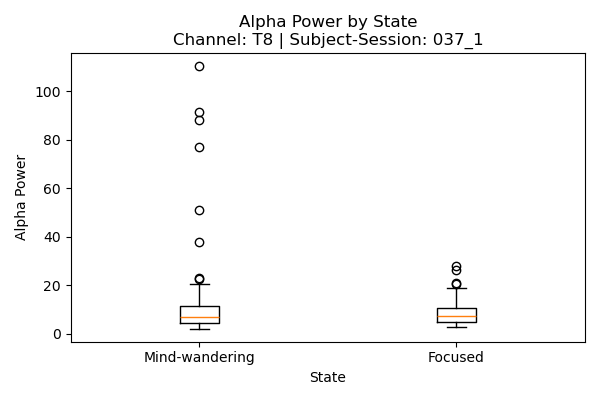 Alpha Power by State
Channel: T8 | Subject-Session: 037_1
100
80
60
40
20
0
Alpha Power
Mind-wandering
Focused
State